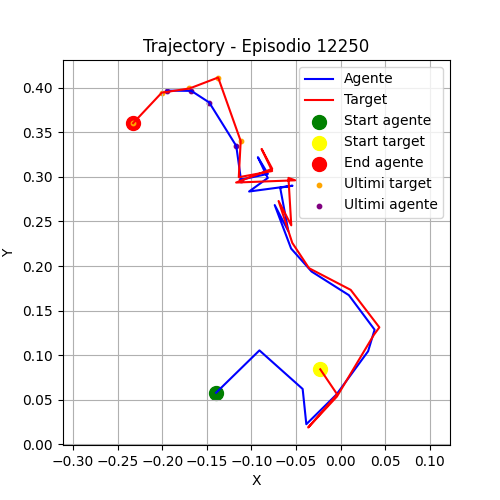 Trajectory - Episodio 12250
Agente
Target
Start agente
Start target
End agente
Ultimi target
Ultimi agente
Y
0.40
0.35
0.30
0.25
0.20
0.15
0.10
0.05
0.00
−0.30 −0.25 −0.20 −0.15 −0.10 −0.05 0.00 0.05 0.10
X